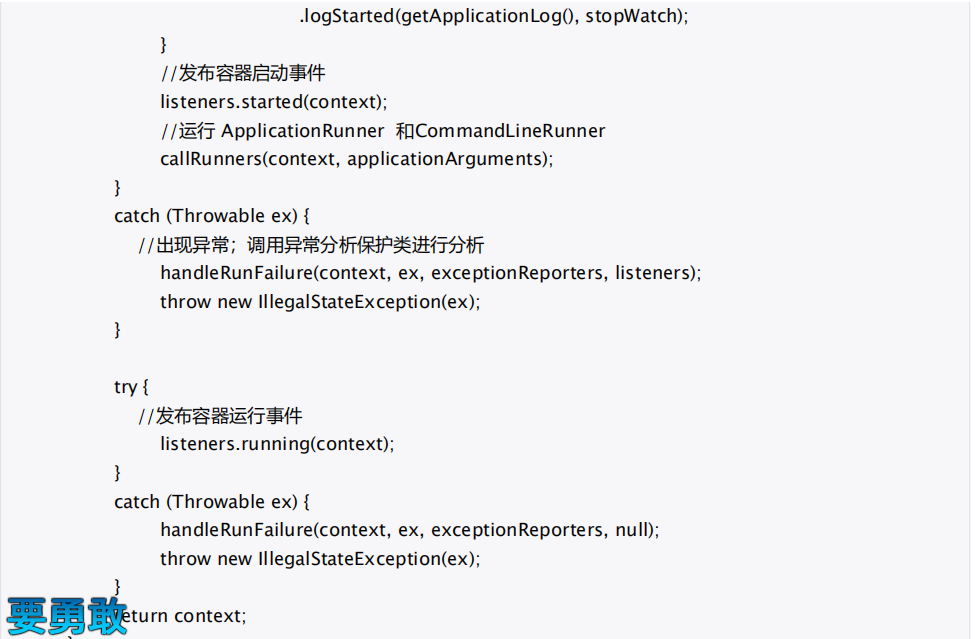 .logStarted(getApplicationLog(), stopWatch);
}
//发布容器启动事件
listeners.started(context);
//运行 ApplicationRunner 和CommandLineRunner
callRunners(context, applicationArguments);
}
catch (Throwable ex) {
//出现异常；调用异常分析保护类进行分析
handleRunFailure(context, ex, exceptionReporters, listeners);
throw new IllegalStateException(ex);
}
try {
//发布容器运行事件
listeners.running(context);
}
catch (Throwable ex) {
handleRunFailure(context, ex, exceptionReporters, null);
throw new IllegalStateException(ex);
}
return context;
要勇敢